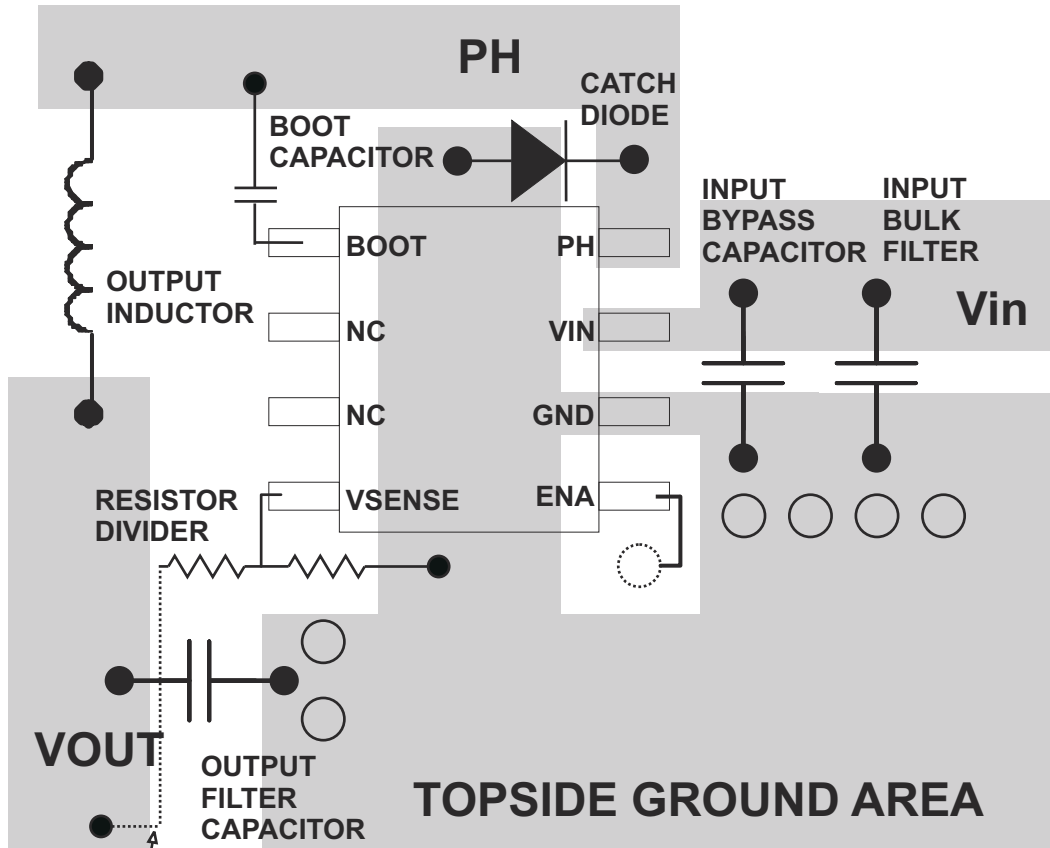 PH
CATCH
DIODE
BOOT
CAPACITOR
INPUT
BYPASS
CAPACITOR
INPUT
BULK
FILTER
OUTPUT
INDUCTOR
BOOT
PH
Vin
NC
VIN
NC
GND
RESISTOR
DIVIDER
VSENSE
ENA
VOUT
OUTPUT
FILTER
CAPACITOR
TOPSIDE GROUND AREA